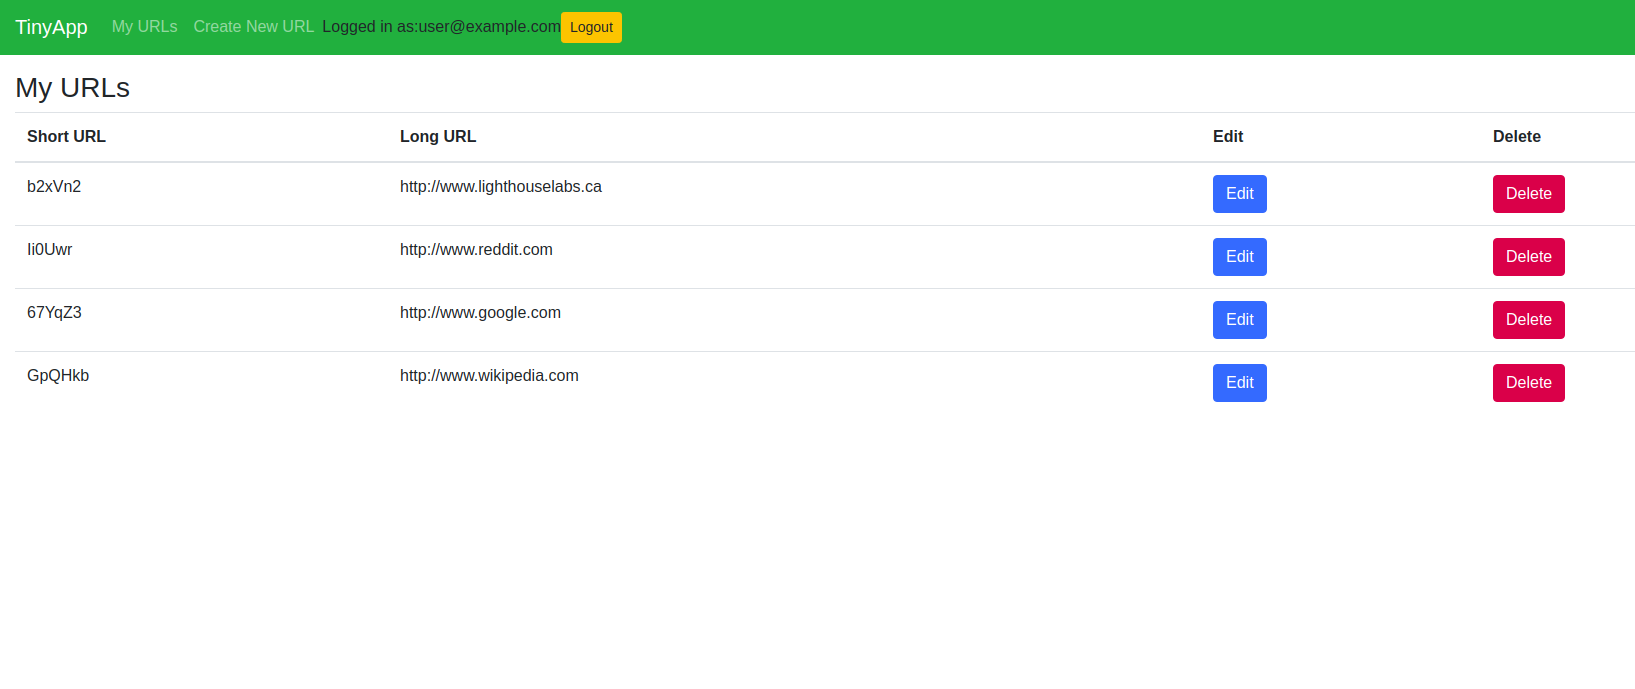 TinyApp My URLs Create New URL Logged in as:user@example.com Logout
My URLs
Short URL Long URL Edit Delete
b2xVn2 http://www.lighthouselabs.ca Edit Delete
Ii0Uwr http://www.reddit.com Edit Delete
67YqZ3 http://www.google.com Edit Delete
GpQHkb http://www.wikipedia.com Edit Delete